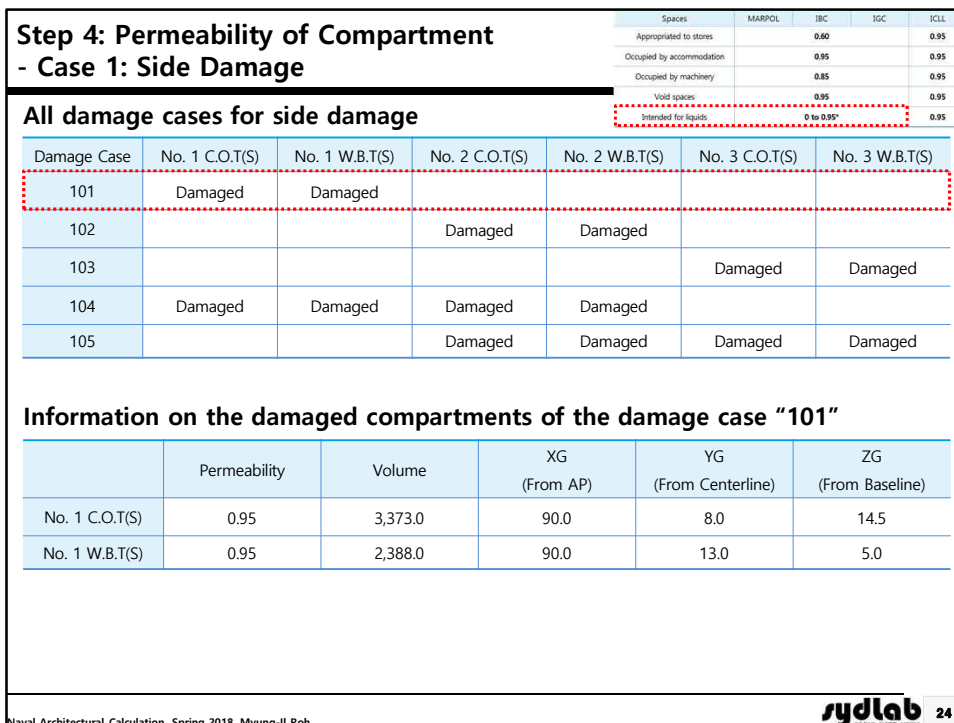 Step 4: Permeability of Compartment
- Case 1: Side Damage
Spaces MARPOL IBC IGC ICLL
Appropriated to stores 0.60 0.95
Occupied by accommodation 0.95 0.95
Occupied by machinery 0.85 0.95
Void spaces 0.95 0.95
Intended for liquids 0 to 0.95* 0.95
All damage cases for side damage
Damage Case No. 1 C.O.T(S) No. 1 W.B.T(S) No. 2 C.O.T(S) No. 2 W.B.T(S) No. 3 C.O.T(S) No. 3 W.B.T(S)
101 Damaged Damaged
102 Damaged Damaged
103 Damaged Damaged
104 Damaged Damaged Damaged Damaged
105 Damaged Damaged Damaged Damaged
Information on the damaged compartments of the damage case “101”
Permeability Volume XG YG ZG
(From AP) (From Centerline) (From Baseline)
No. 1 C.O.T(S) 0.95 3,373.0 90.0 8.0 14.5
No. 1 W.B.T(S) 0.95 2,388.0 90.0 13.0 5.0
Naval Architectural Calculation, Spring 2018, Myung-Il Roh
sydlab 24